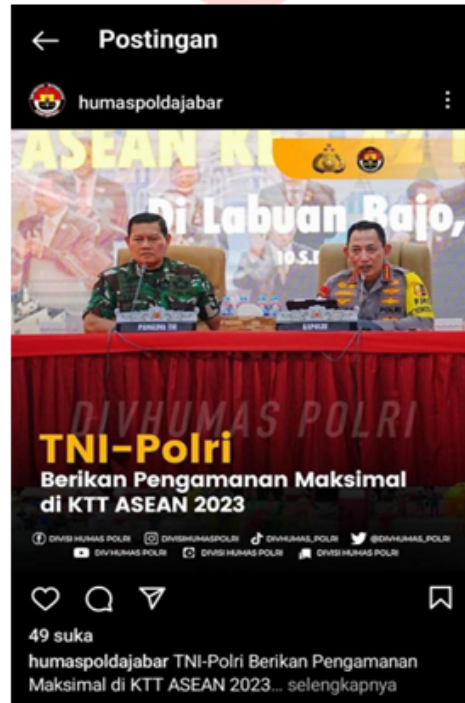 Postingan
humaspoldajabar
ASEAN KE
Di Labuan Bajo,
PANGLIMA TNI
KAPOLRI
DIVHUMAS POLRI
TNI-Polri
Berikan Pengamanan Maksimal
di KTT ASEAN 2023
DIVISI HUMAS POLRI DIVISIHUMASPOLRI DIVHUMAS_POLRI @DIVHUMAS_POLRI
DIVHUMAS POLRI DIVISI HUMAS POLRI DIVISI HUMAS POLRI
49 suka
humaspoldajabar TNI-Polri Berikan Pengamanan
Maksimal di KTT ASEAN 2023... selengkapnya